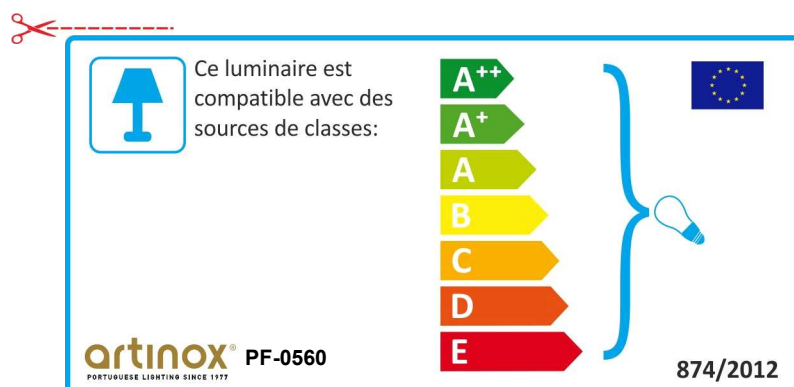 Ce luminaire est
compatible avec des
sources de classes:
A++
A+
A
B
C
D
E
artinox® PF-0560
PORTUGUESE LIGHTING SINCE 1977
874/2012